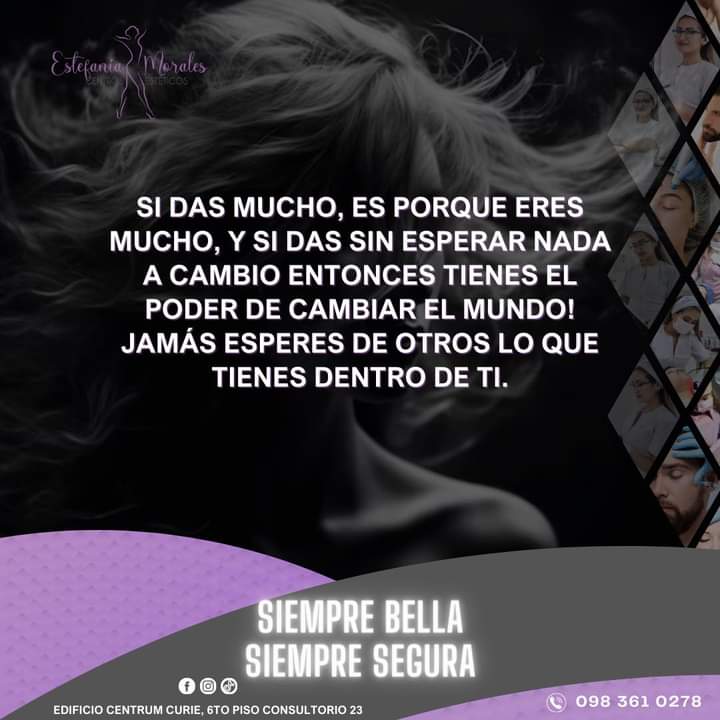 Estefanía Morales
SI DAS MUCHO, ES PORQUE ERES
MUCHO, Y SI DAS SIN ESPERAR NADA
A CAMBIO ENTONCES TIENES EL
PODER DE CAMBIAR EL MUNDO!
JAMÁS ESPERES DE OTROS LO QUE
TIENES DENTRO DE TI.
SIEMPRE BELLA
SIEMPRE SEGURA
EDIFICIO CENTRUM CURIE, 6TO PISO CONSULTORIO 23
098 361 0278